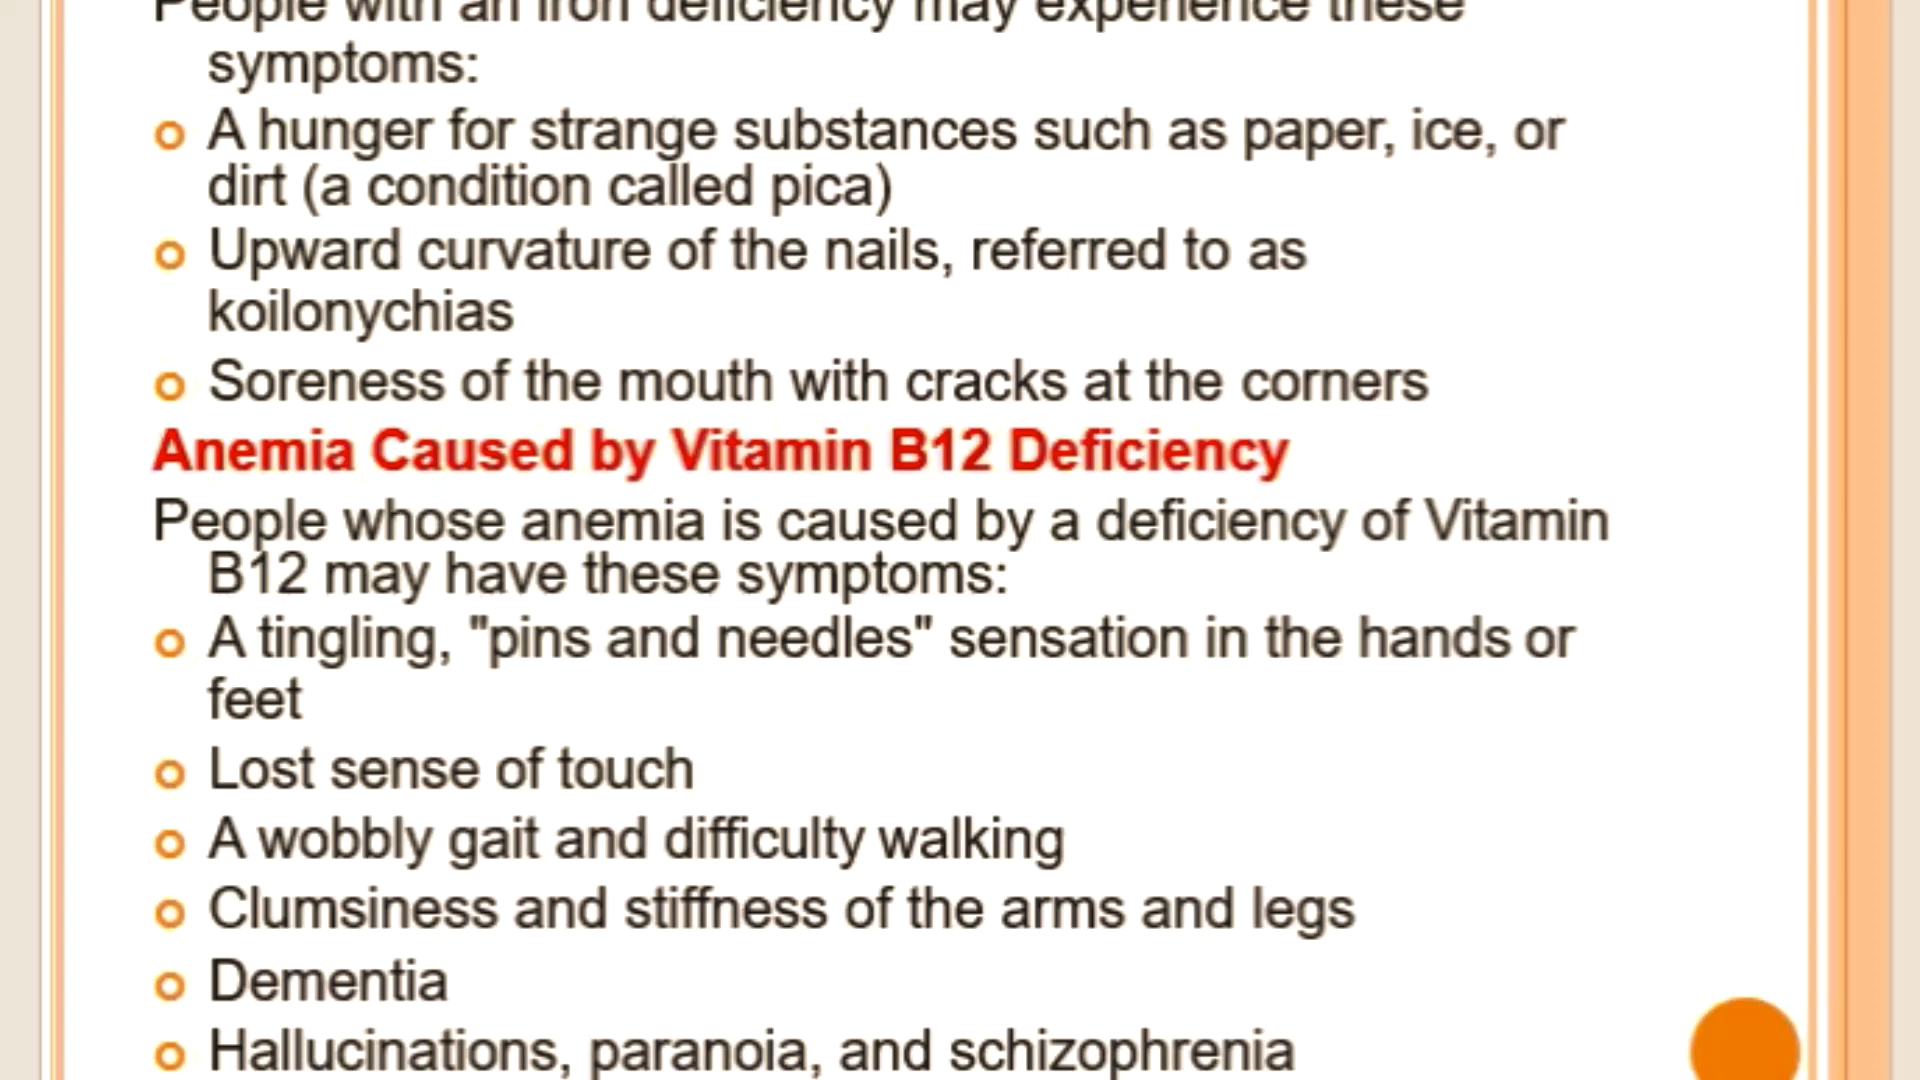 People with an iron deficiency may experience these
symptoms:
A hunger for strange substances such as paper, ice, or
dirt (a condition called pica)
Upward curvature of the nails, referred to as
koilonychias
Soreness of the mouth with cracks at the corners
Anemia Caused by Vitamin B12 Deficiency
People whose anemia is caused by a deficiency of Vitamin
B12 may have these symptoms:
A tingling, "pins and needles" sensation in the hands or
feet
Lost sense of touch
A wobbly gait and difficulty walking
Clumsiness and stiffness of the arms and legs
Dementia
Hallucinations, paranoia, and schizophrenia